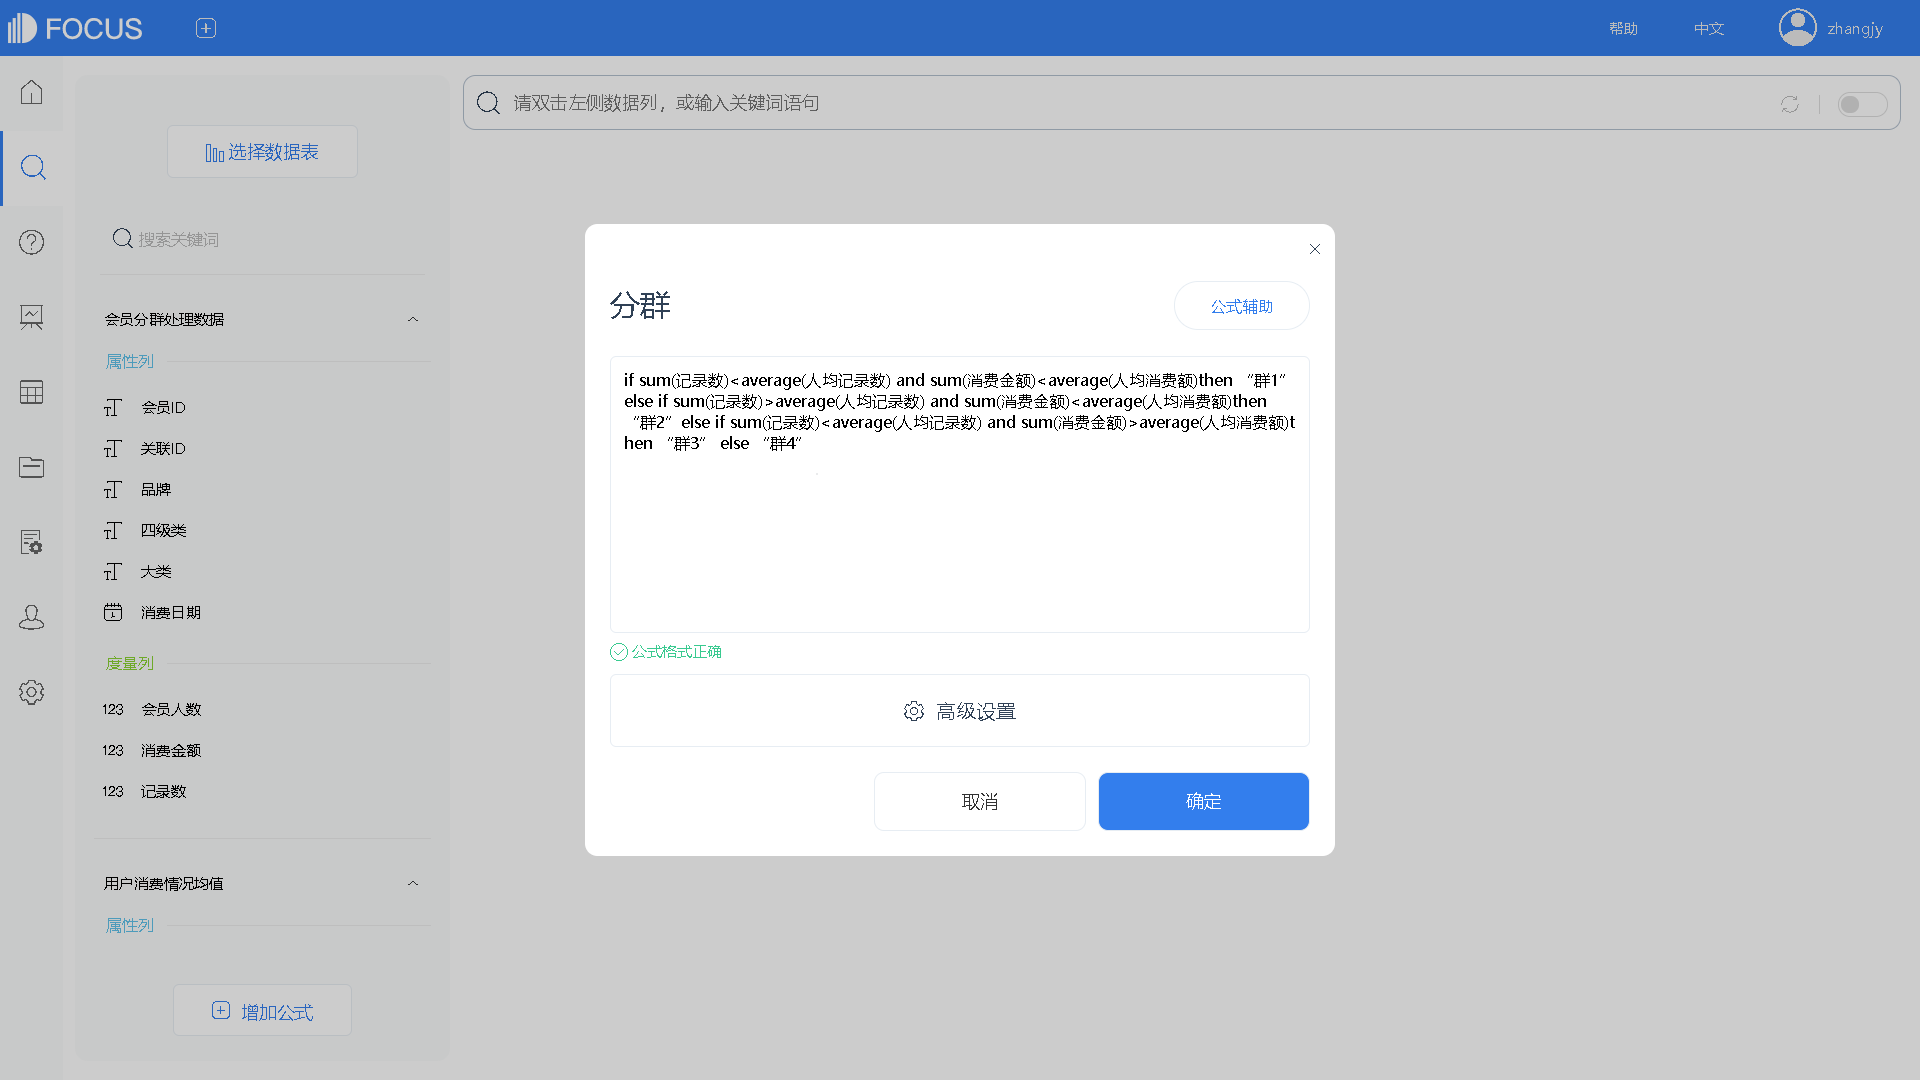 FOCUS
帮助
中文
zhangjy
选择数据表
搜索关键词
会员分群处理数据
属性列
会员ID
关联ID
品牌
四级类
大类
消费日期
度量列
123 会员人数
123 消费金额
123 记录数
用户消费情况均值
属性列
增加公式
请双击左侧数据列，或输入关键词语句
分群
公式辅助
if sum(记录数)<average(人均记录数) and sum(消费金额)<average(人均消费额)then “群1”
else if sum(记录数)>average(人均记录数) and sum(消费金额)<average(人均消费额)then
“群2” else if sum(记录数)<average(人均记录数) and sum(消费金额)>average(人均消费额)t
hen “群3” else “群4”
公式格式正确
高级设置
取消
确定